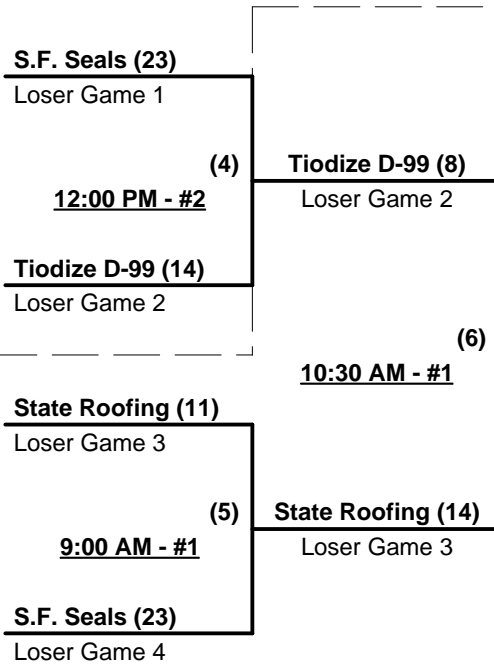 S.F. Seals (23)
Loser Game 1
(4)
12:00 PM - #2
Tiodize D-99 (8)
Loser Game 2
Tiodize D-99 (14)
Loser Game 2
(6)
10:30 AM - #1
State Roofing (11)
Loser Game 3
(5)
9:00 AM - #1
State Roofing (14)
Loser Game 3
S.F. Seals (23)
Loser Game 4